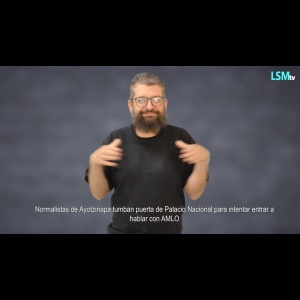 LSMtv
Normalistas de Ayotzinapa tumban puerta de Palacio Nacional para intentar entrar a
hablar con AMLO